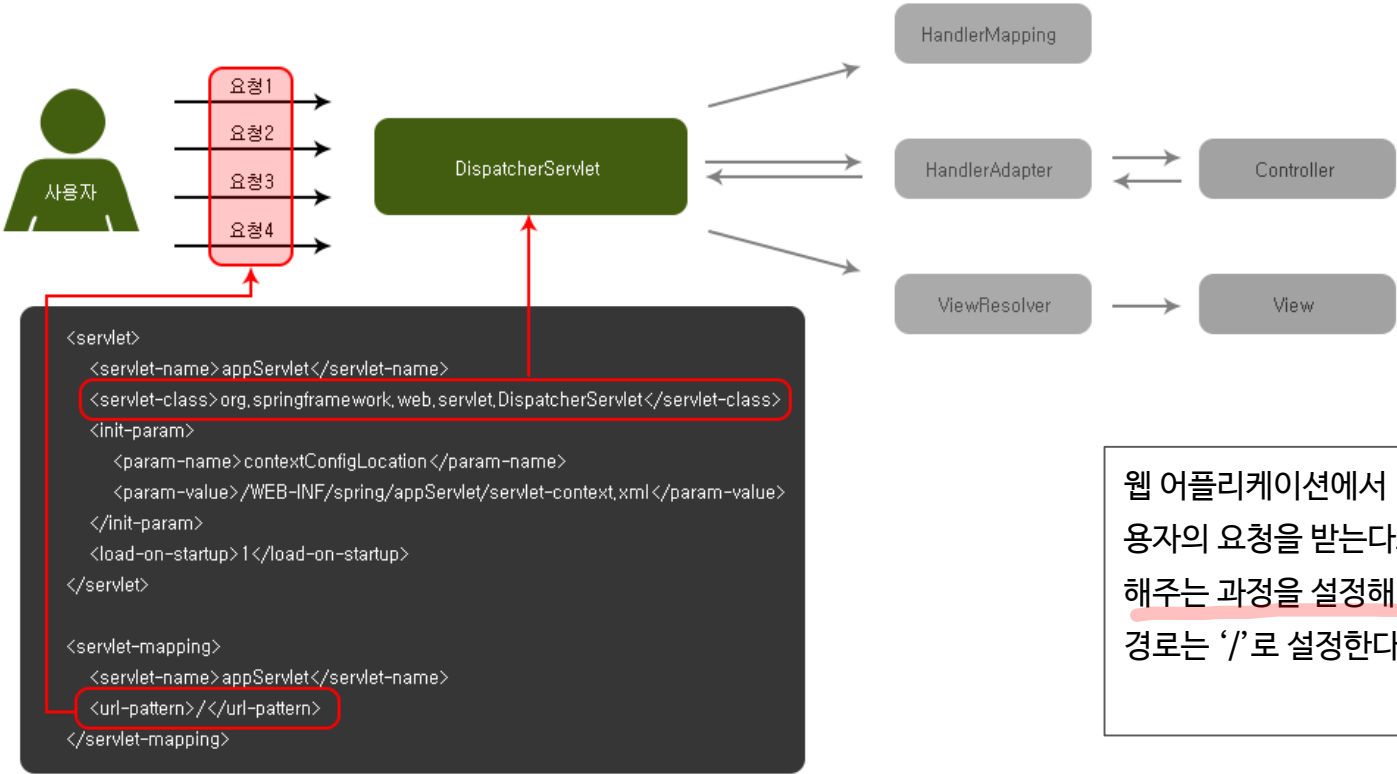 HandlerMapping
요청1
요청2
요청3
요청4
사용자
DispatcherServlet
HandlerAdapter
Controller
ViewResolver
View
<servlet>
<servlet-name>appServlet</servlet-name>
<servlet-class>org.springframework.web.servlet.DispatcherServlet</servlet-class>
<init-param>
<param-name>contextConfigLocation</param-name>
<param-value>/WEB-INF/spring/appServlet/servlet-context.xml</param-value>
</init-param>
<load-on-startup>1</load-on-startup>
</servlet>
<servlet-mapping>
<servlet-name>appServlet</servlet-name>
<url-pattern>/</url-pattern>
</servlet-mapping>
웹 어플리케이션에서
용자의 요청을 받는다
해주는 과정을 설정해
경로는 ‘/’로 설정한다